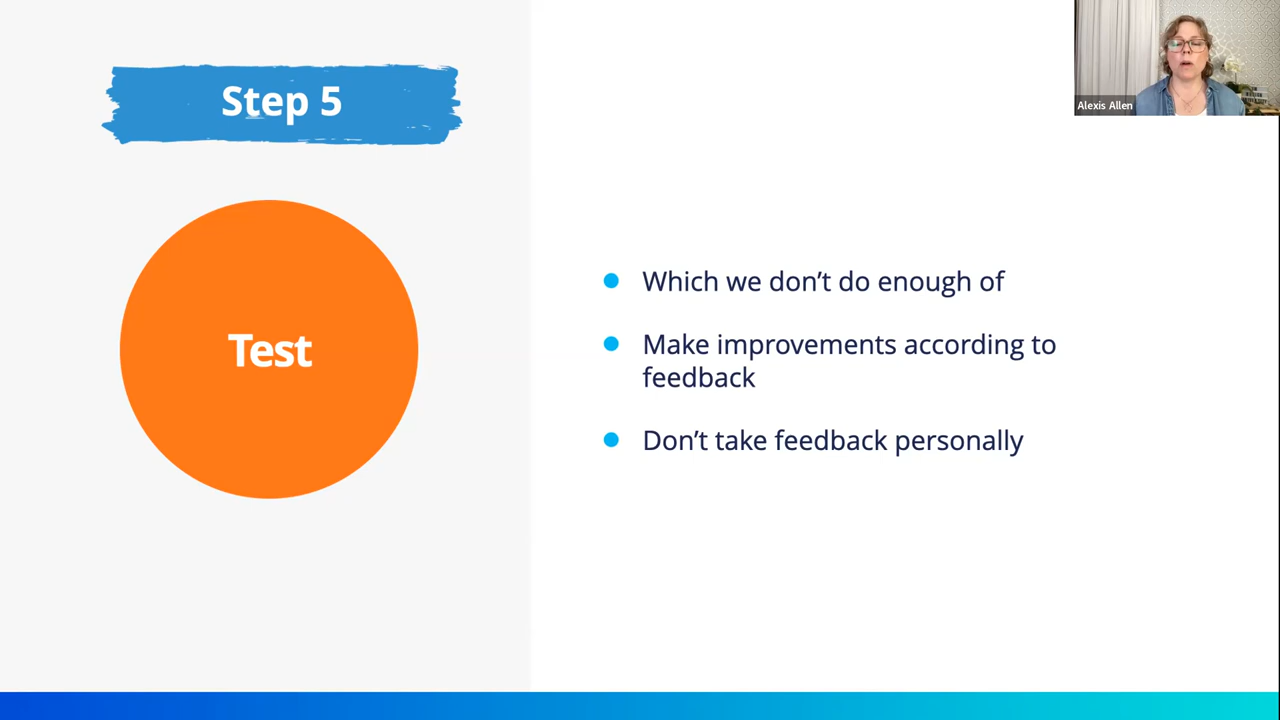 Step 5
Test
Which we don’t do enough of
Make improvements according to
feedback
Don’t take feedback personally
Alexis Allen